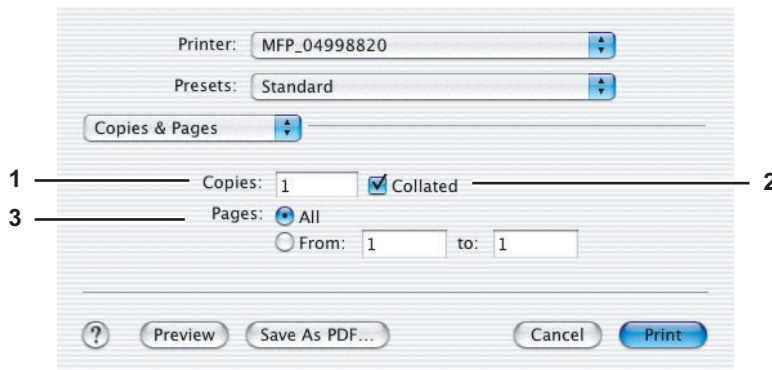 Printer: MFP_04998820
Presets: Standard
Copies & Pages
1 Copies: 1 Collated 2
3 Pages: All
From: 1 to: 1
? Preview Save As PDF... Cancel Print